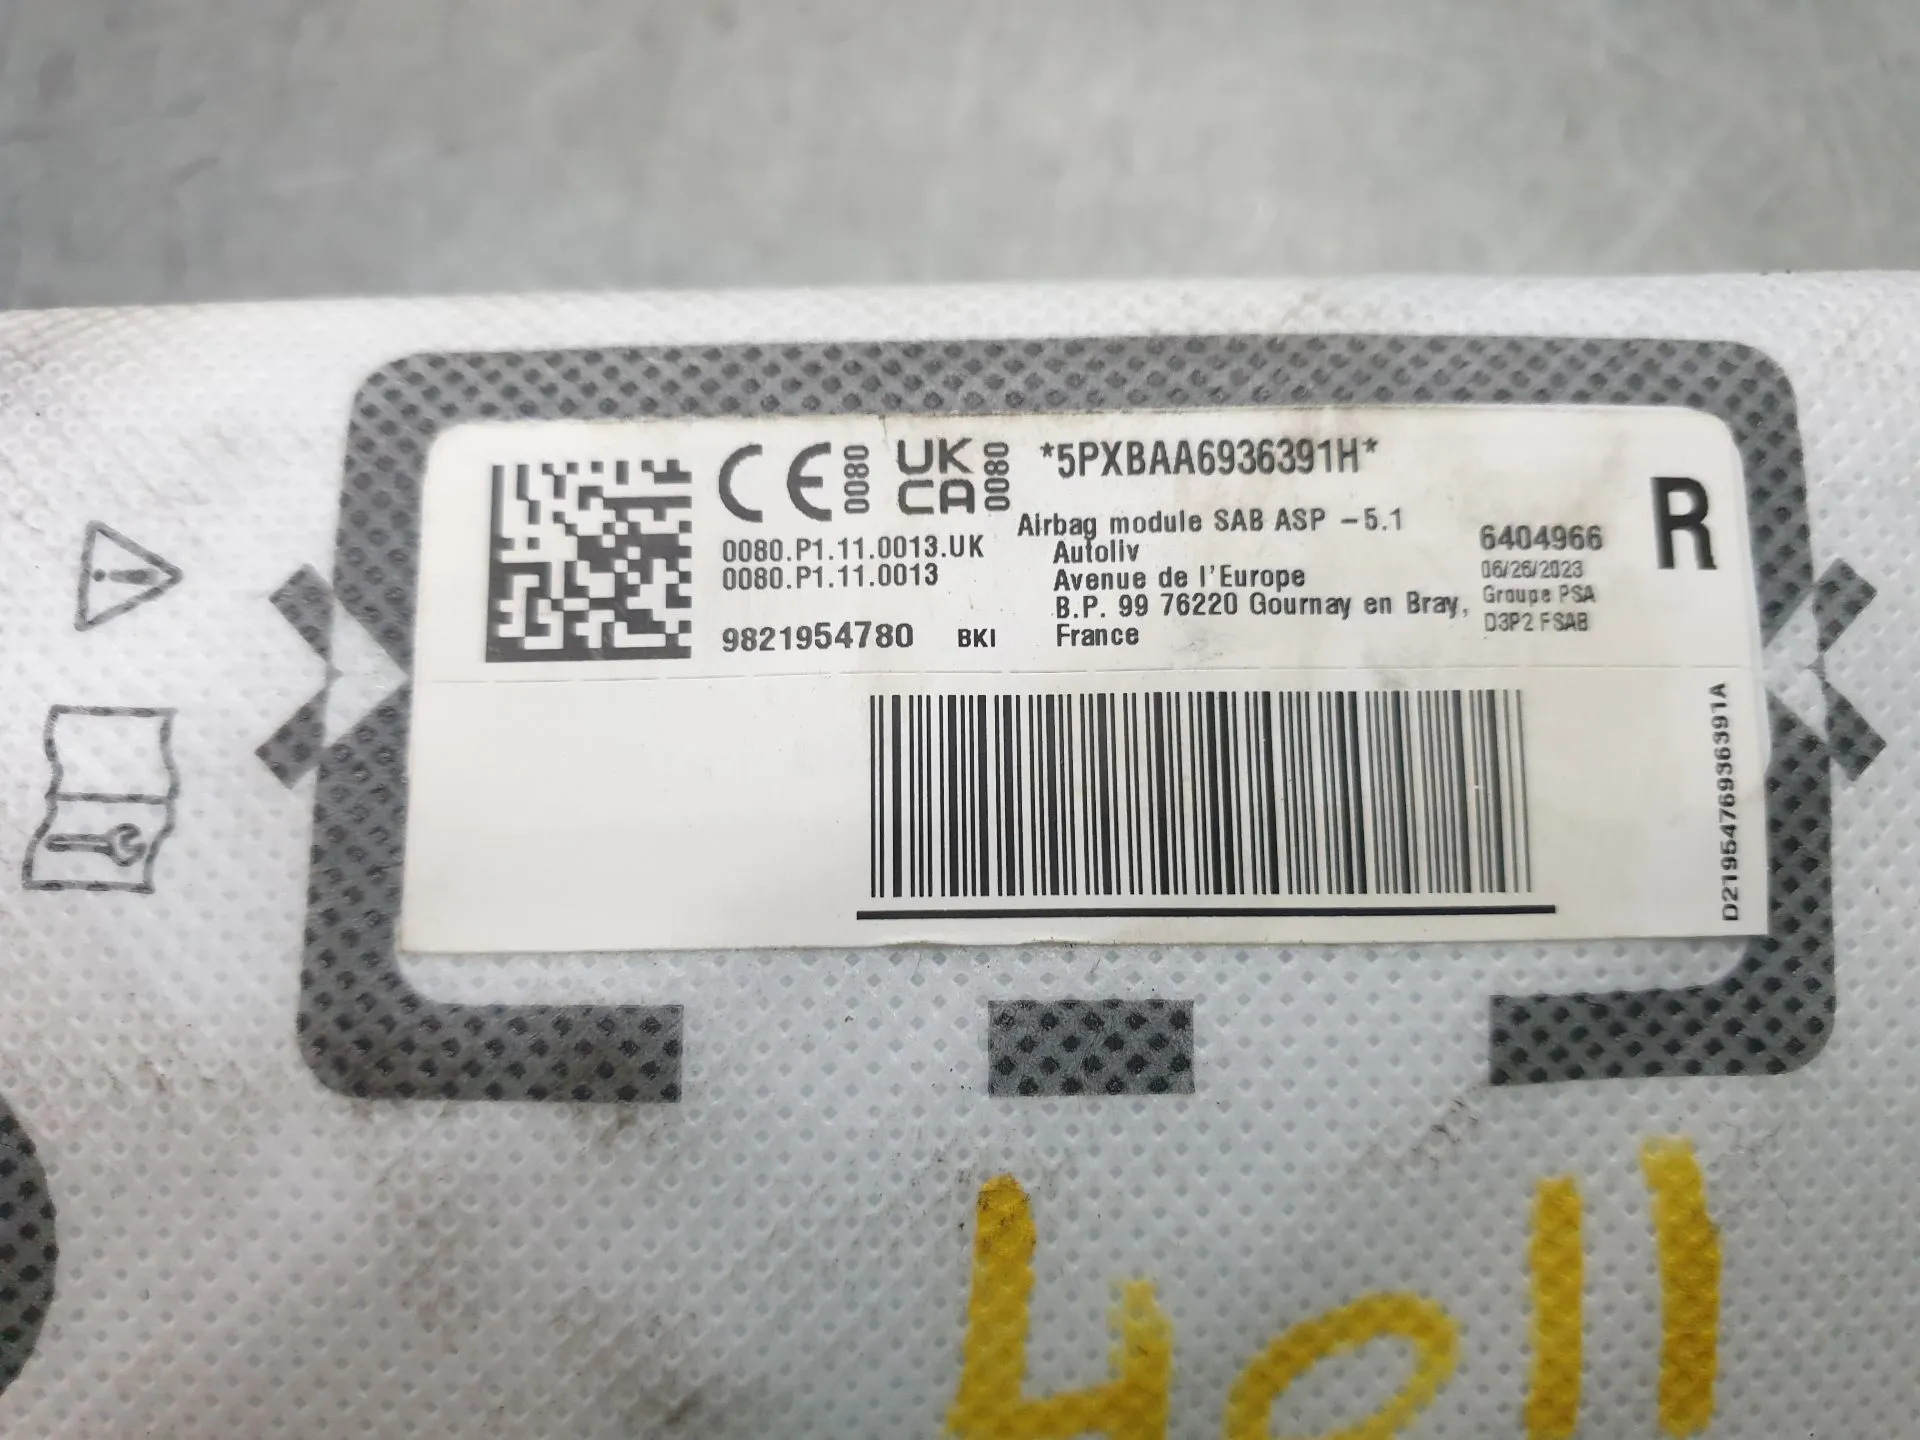 CE 0080 UK CA 0080 *5PXBAA6936391H*
R
Airbag module SAB ASP -5.1
0080.P1.11.0013.UK Autoliv 6404966
0080.P1.11.0013 Avenue de l'Europe 06/26/2023
B.P. 99 76220 Gournay en Bray, Groupe PSA
9821954780 BKI France D3P2 FSAB
D2195476936391A